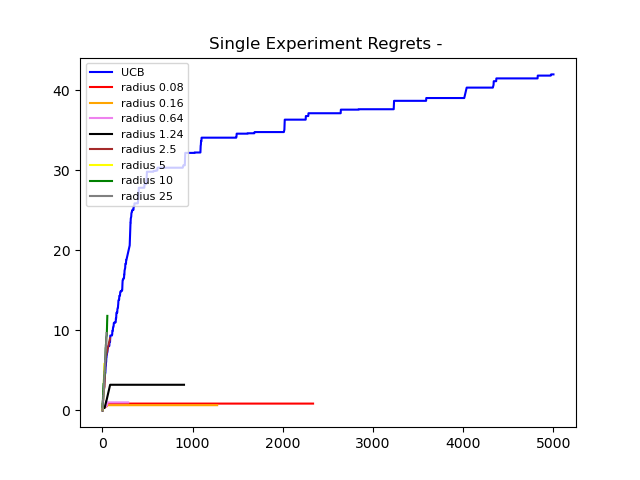 Single Experiment Regrets -
UCB
radius 0.08
radius 0.16
radius 0.64
radius 1.24
radius 2.5
radius 5
radius 10
radius 25
40
30
20
10
0
0 1000 2000 3000 4000 5000